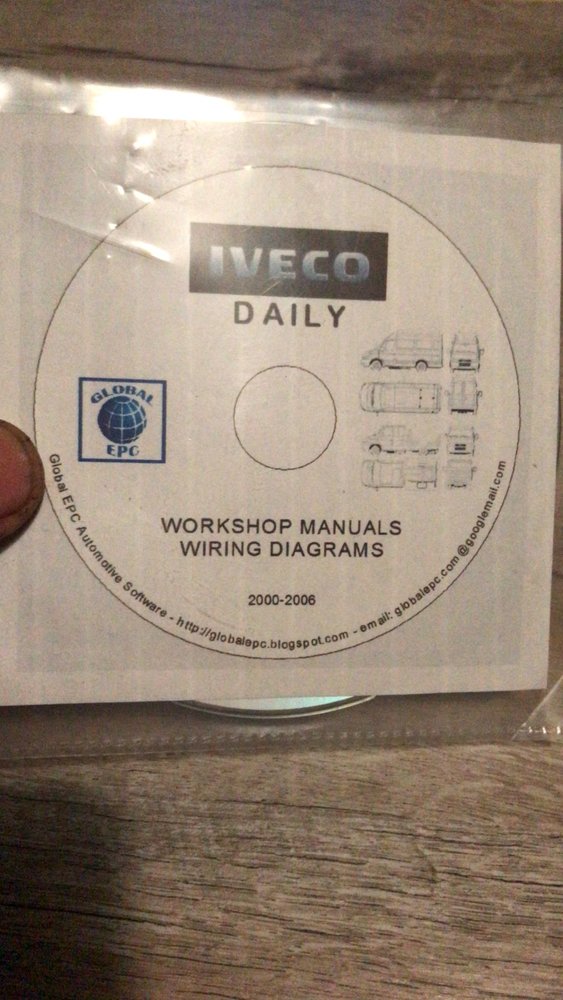 IVECO
DAILY
GLOBAL
EPC
WORKSHOP MANUALS
WIRING DIAGRAMS
2000-2006
Global EPC Automotive Software - http://globalepc.blogspot.com - email: globalepc.com@googlemail.com